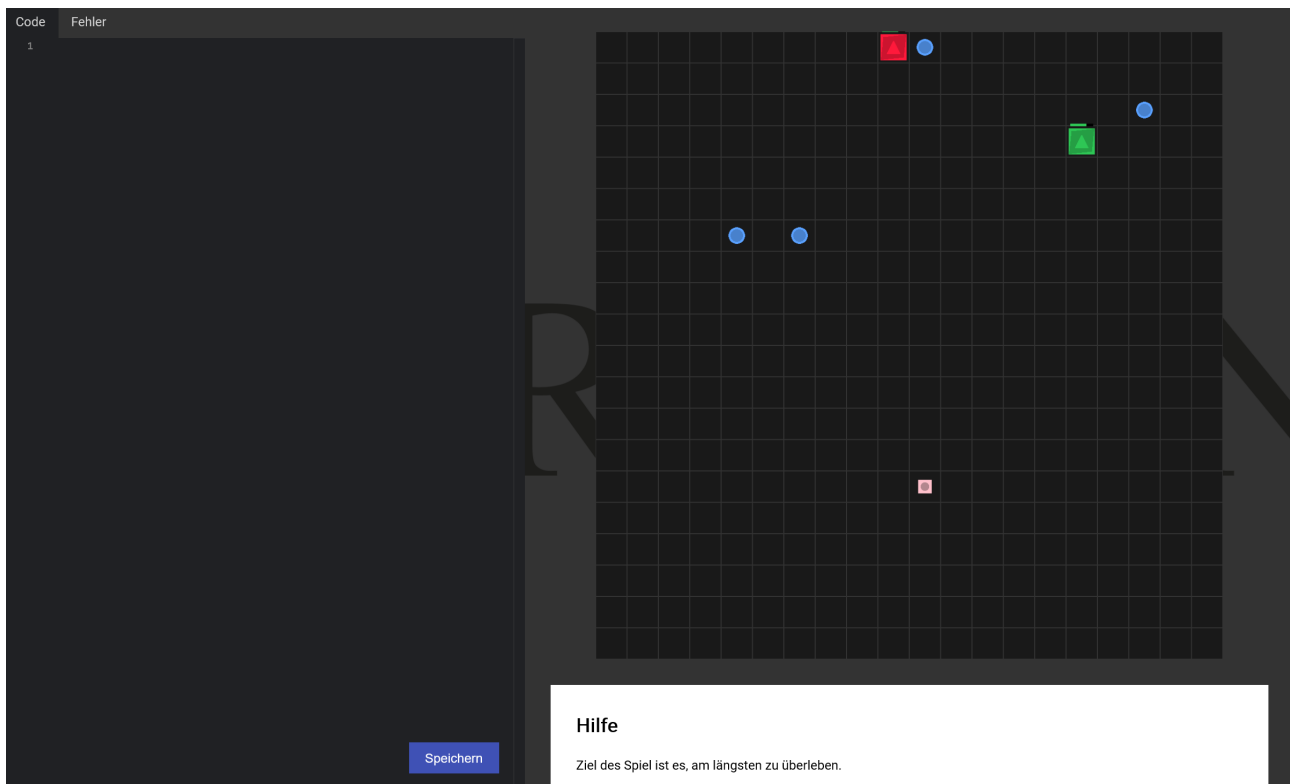 Code Fehler
1
R N
Speichern
Hilfe
Ziel des Spiel ist es, am längsten zu überleben.